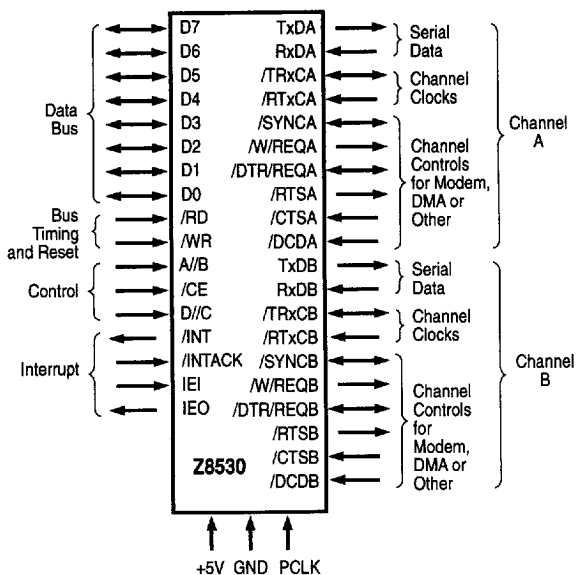 D7 TxDA
D6 RxDA
D5 /TRxCA
D4 /RTxCA
D3 /SYNCA
D2 /W/REQA
D1 /DTR/REQA
D0 /RTSA
/RD /CTSA
/WR /DCDA
A//B TxDB
/CE RxDB
D//C /TRxCB
/INT /RTxCB
/INTACK /SYNCB
IEI /W/REQB
IEO /DTR/REQB
/RTSB
/CTSB
/DCDB
Z8530
Data
Bus
Bus
Timing
and Reset
Control
Interrupt
Serial
Data
Channel
Clocks
Channel
Controls
for Modem,
DMA or
Other
Channel
A
Serial
Data
Channel
Clocks
Channel
Controls
for
Modem,
DMA or
Other
Channel
B
+5V GND PCLK